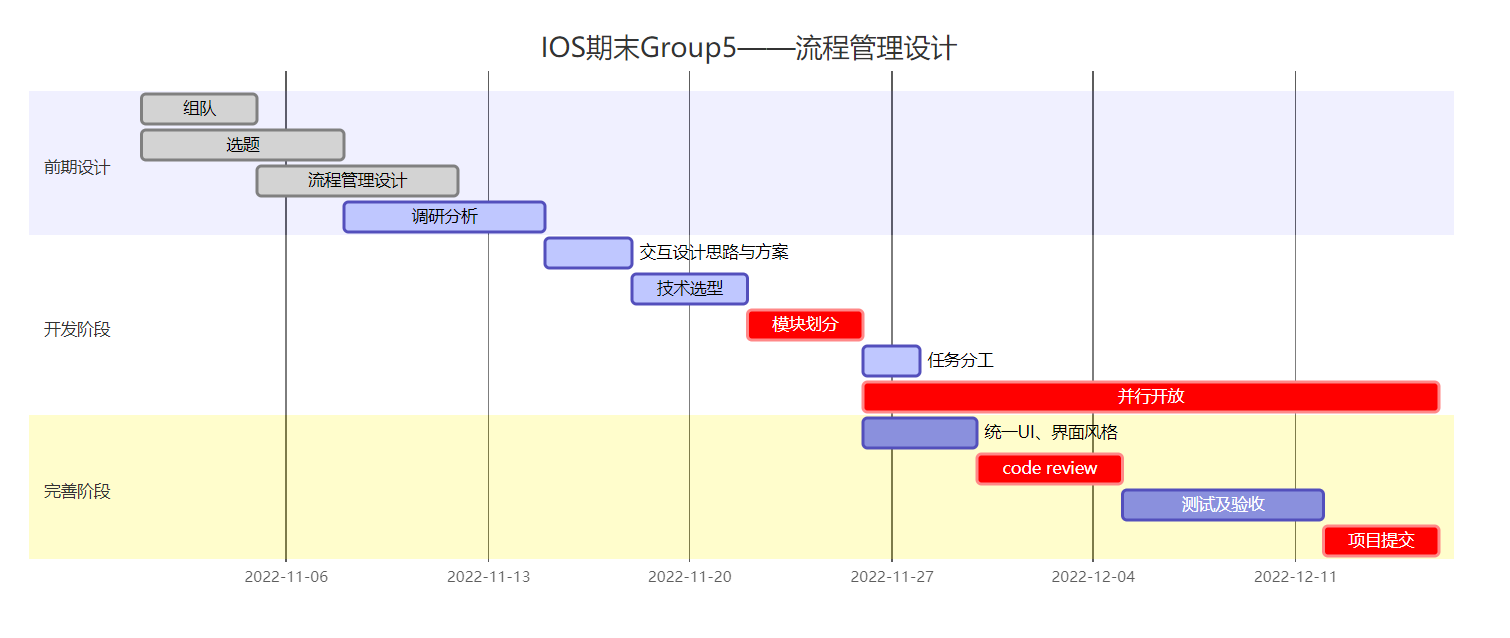 IOS期末Group5——流程管理设计
前期设计
组队
选题
流程管理设计
调研分析
开发阶段
交互设计思路与方案
技术选型
模块划分
任务分工
并行开放
完善阶段
统一UI、界面风格
code review
测试及验收
项目提交
2022-11-06
2022-11-13
2022-11-20
2022-11-27
2022-12-04
2022-12-11